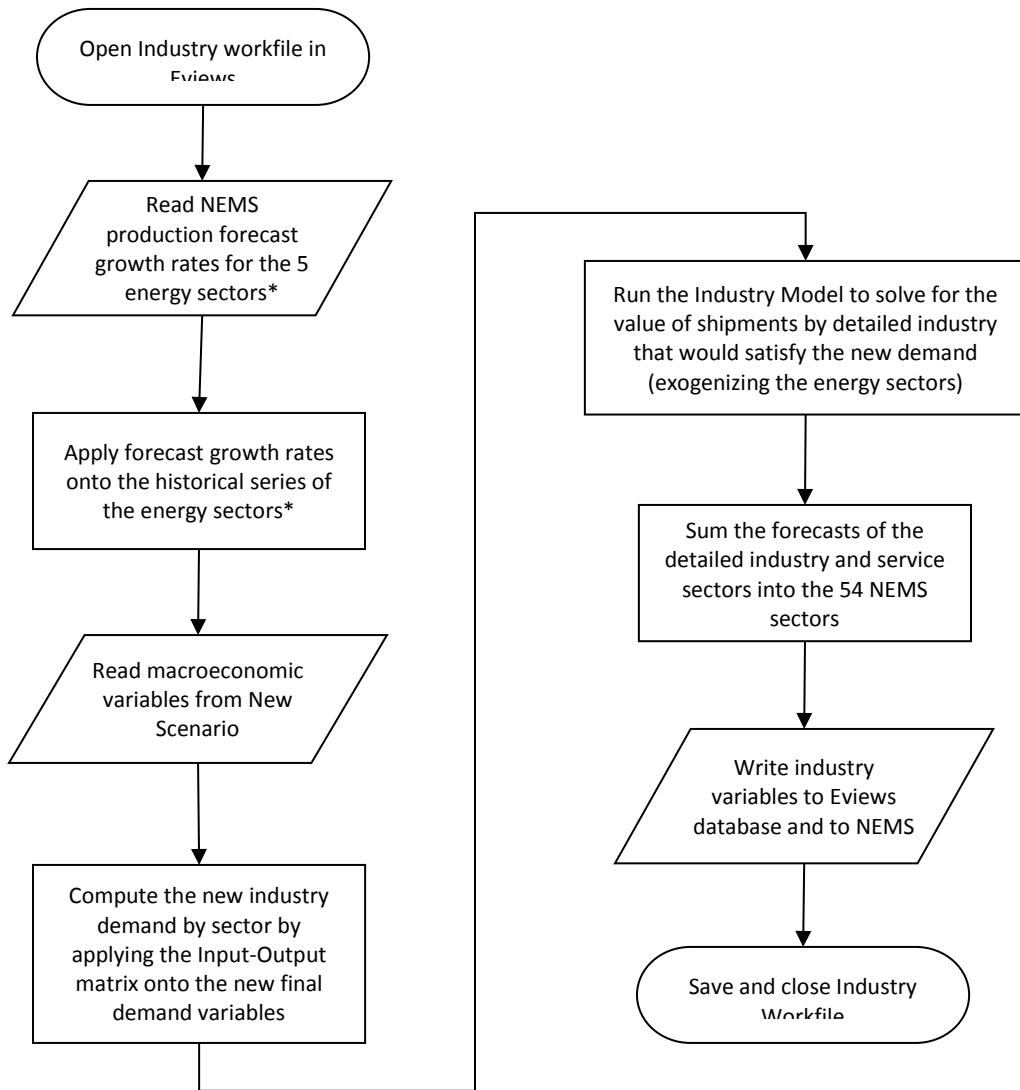 Open Industry workfile in
Eviews
Read NEMS
production forecast
growth rates for the 5
energy sectors*
Apply forecast growth rates
onto the historical series of
the energy sectors*
Read macroeconomic
variables from New
Scenario
Compute the new industry
demand by sector by
applying the Input-Output
matrix onto the new final
demand variables
Run the Industry Model to solve for the
value of shipments by detailed industry
that would satisfy the new demand
(exogenizing the energy sectors)
Sum the forecasts of the
detailed industry and service
sectors into the 54 NEMS
sectors
Write industry
variables to Eviews
database and to NEMS
Save and close Industry
Workfile